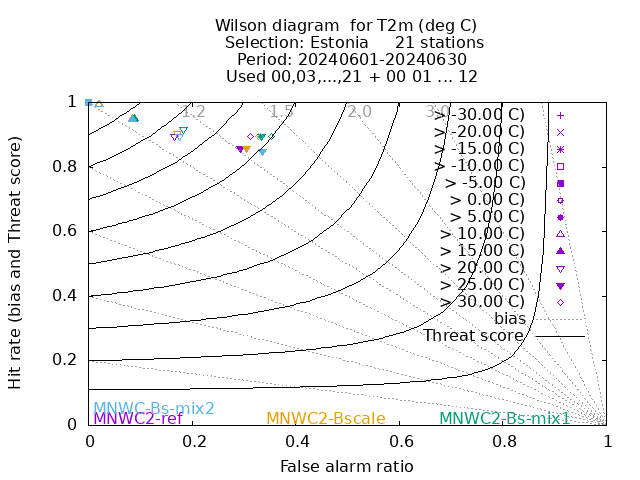 Wilson diagram  for T2m (deg C)
Selection: Estonia     21 stations
Period: 20240601-20240630
Used 00,03,...,21 + 00 01 ... 12
Hit rate (bias and Threat score)
1
0.8
0.6
0.4
0.2
0
1.2 1.5 2.0 3.0
> -30.00 C)
> -20.00 C)
> -15.00 C)
> -10.00 C)
> -5.00 C)
> 0.00 C)
> 5.00 C)
> 10.00 C)
> 15.00 C)
> 20.00 C)
> 25.00 C)
> 30.00 C)
bias
Threat score
MNWC-Bs-mix2
MNWC2-ref MNWC2-Bscale MNWC2-Bs-mix1
0 0.2 0.4 0.6 0.8 1
False alarm ratio